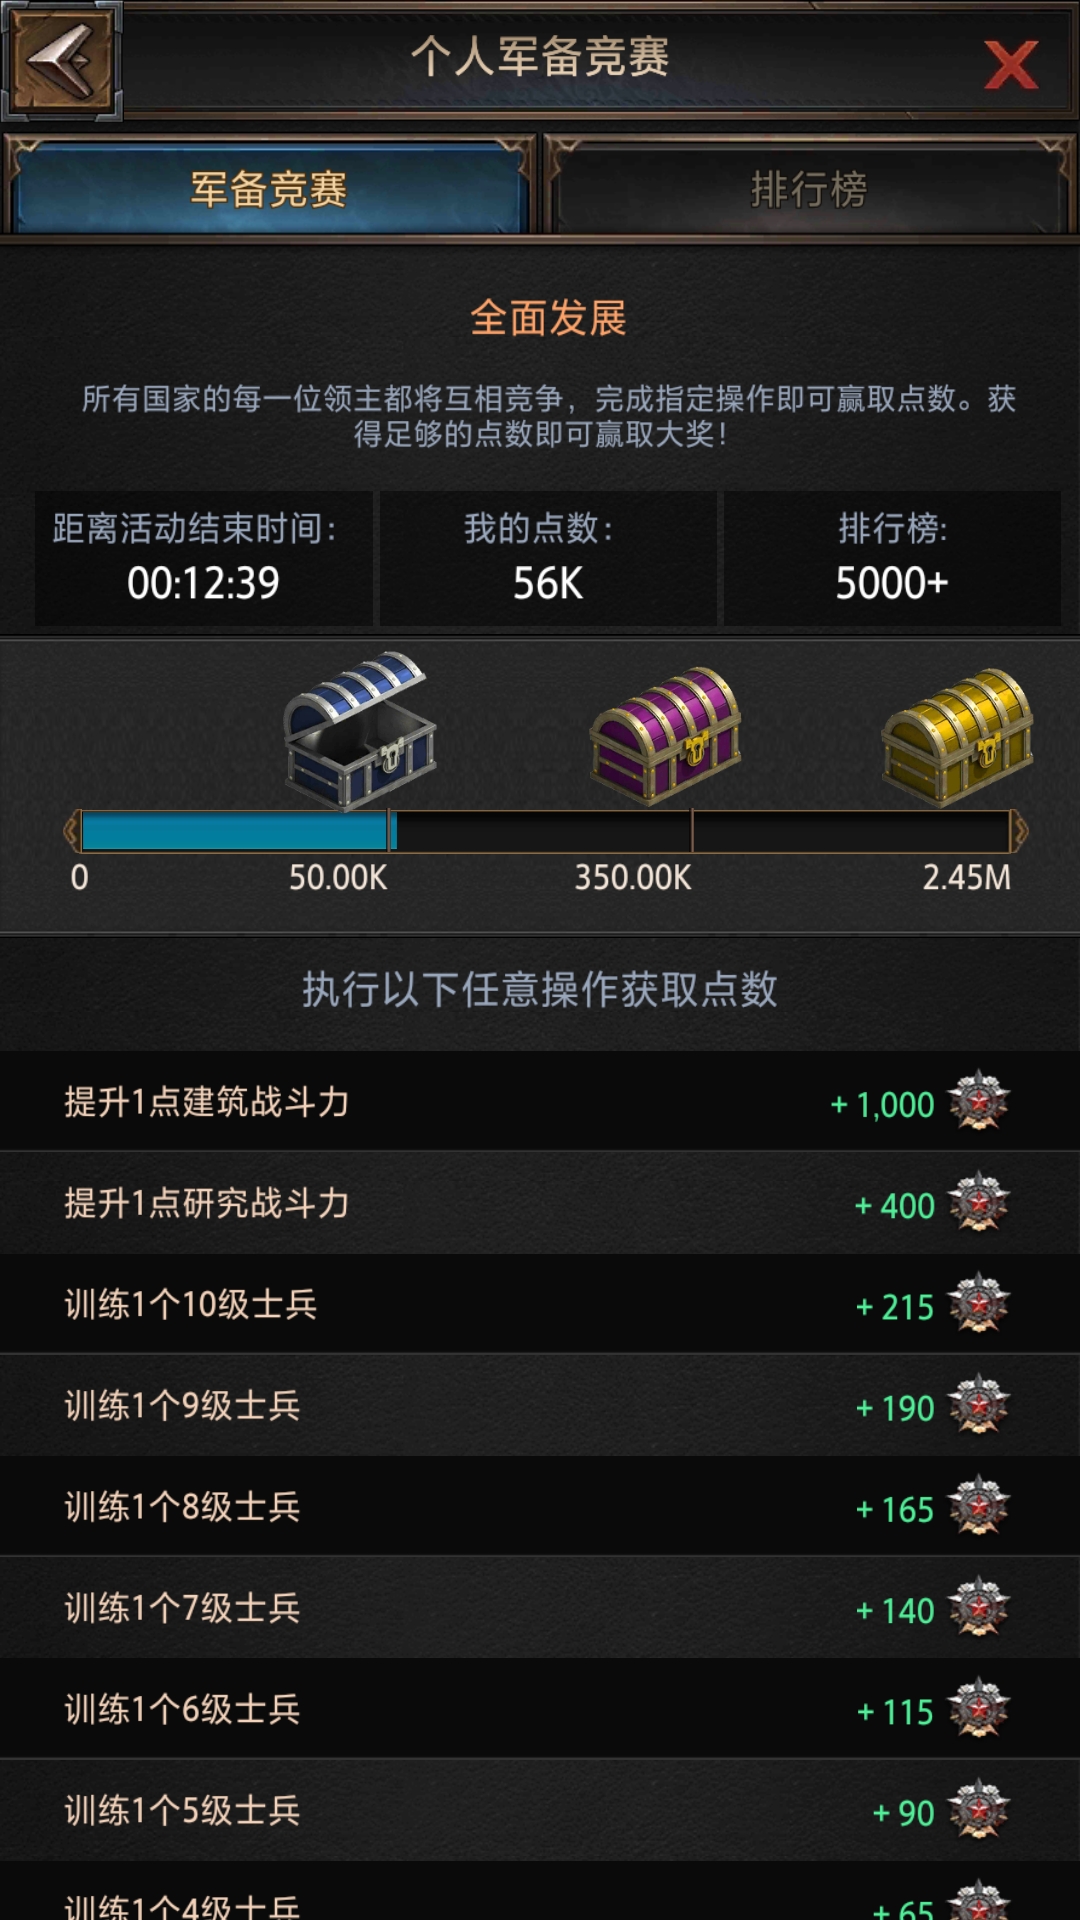 个人军备竞赛
军备竞赛
排行榜
全面发展
所有国家的每一位领主都将互相竞争，完成指定操作即可赢取点数。获
得足够的点数即可赢取大奖！
距离活动结束时间：
我的点数：
排行榜:
00:12:39
56K
5000+
0
50.00K
350.00K
2.45M
执行以下任意操作获取点数
提升1点建筑战斗力
+ 1,000
提升1点研究战斗力
+ 400
训练1个10级士兵
+ 215
训练1个9级士兵
+ 190
训练1个8级士兵
+ 165
训练1个7级士兵
+ 140
训练1个6级士兵
+ 115
训练1个5级士兵
+ 90
训练1个4级士兵
+ 65